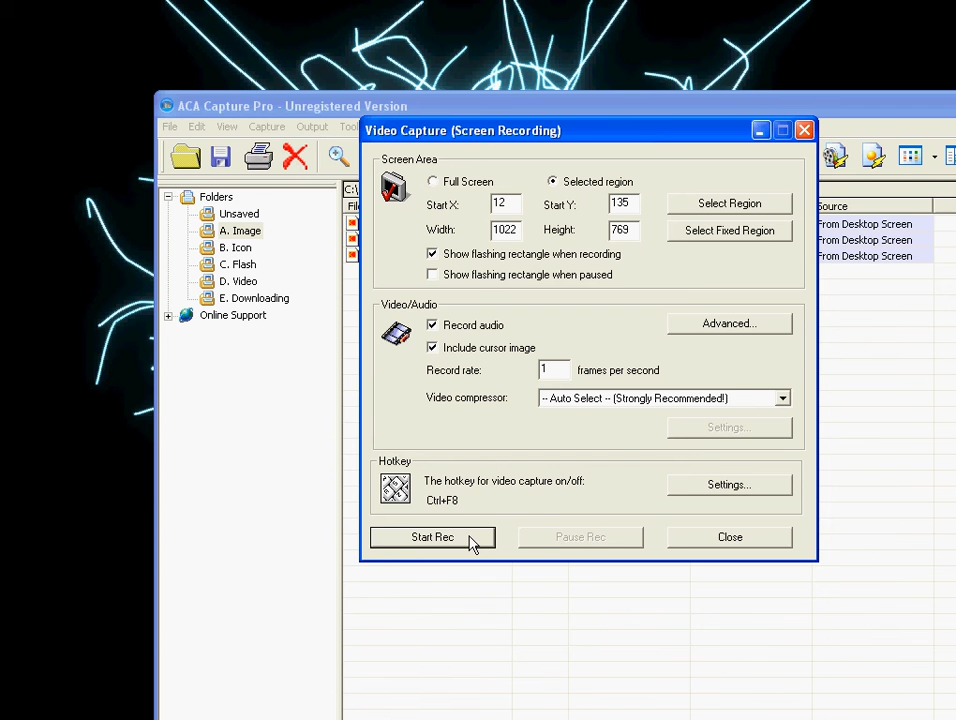 ACA Capture Pro - Unregistered Version
File Edit View Capture Output
Video Capture (Screen Recording)
Folders
Unsaved
A. Image
B. Icon
C. Flash
D. Video
E. Downloading
Online Support
Screen Area
Full Screen
Selected region
Start X: 12
Start Y: 135
Select Region
Width: 1022
Height: 769
Select Fixed Region
Show flashing rectangle when recording
Show flashing rectangle when paused
Video/Audio
Record audio
Advanced...
Include cursor image
Record rate: 1 frames per second
Video compressor: -- Auto Select -- (Strongly Recommended!)
Settings...
Hotkey
The hotkey for video capture on/off:
Ctrl+F8
Settings...
Start Rec
Pause Rec
Close
Source
From Desktop Screen
From Desktop Screen
From Desktop Screen